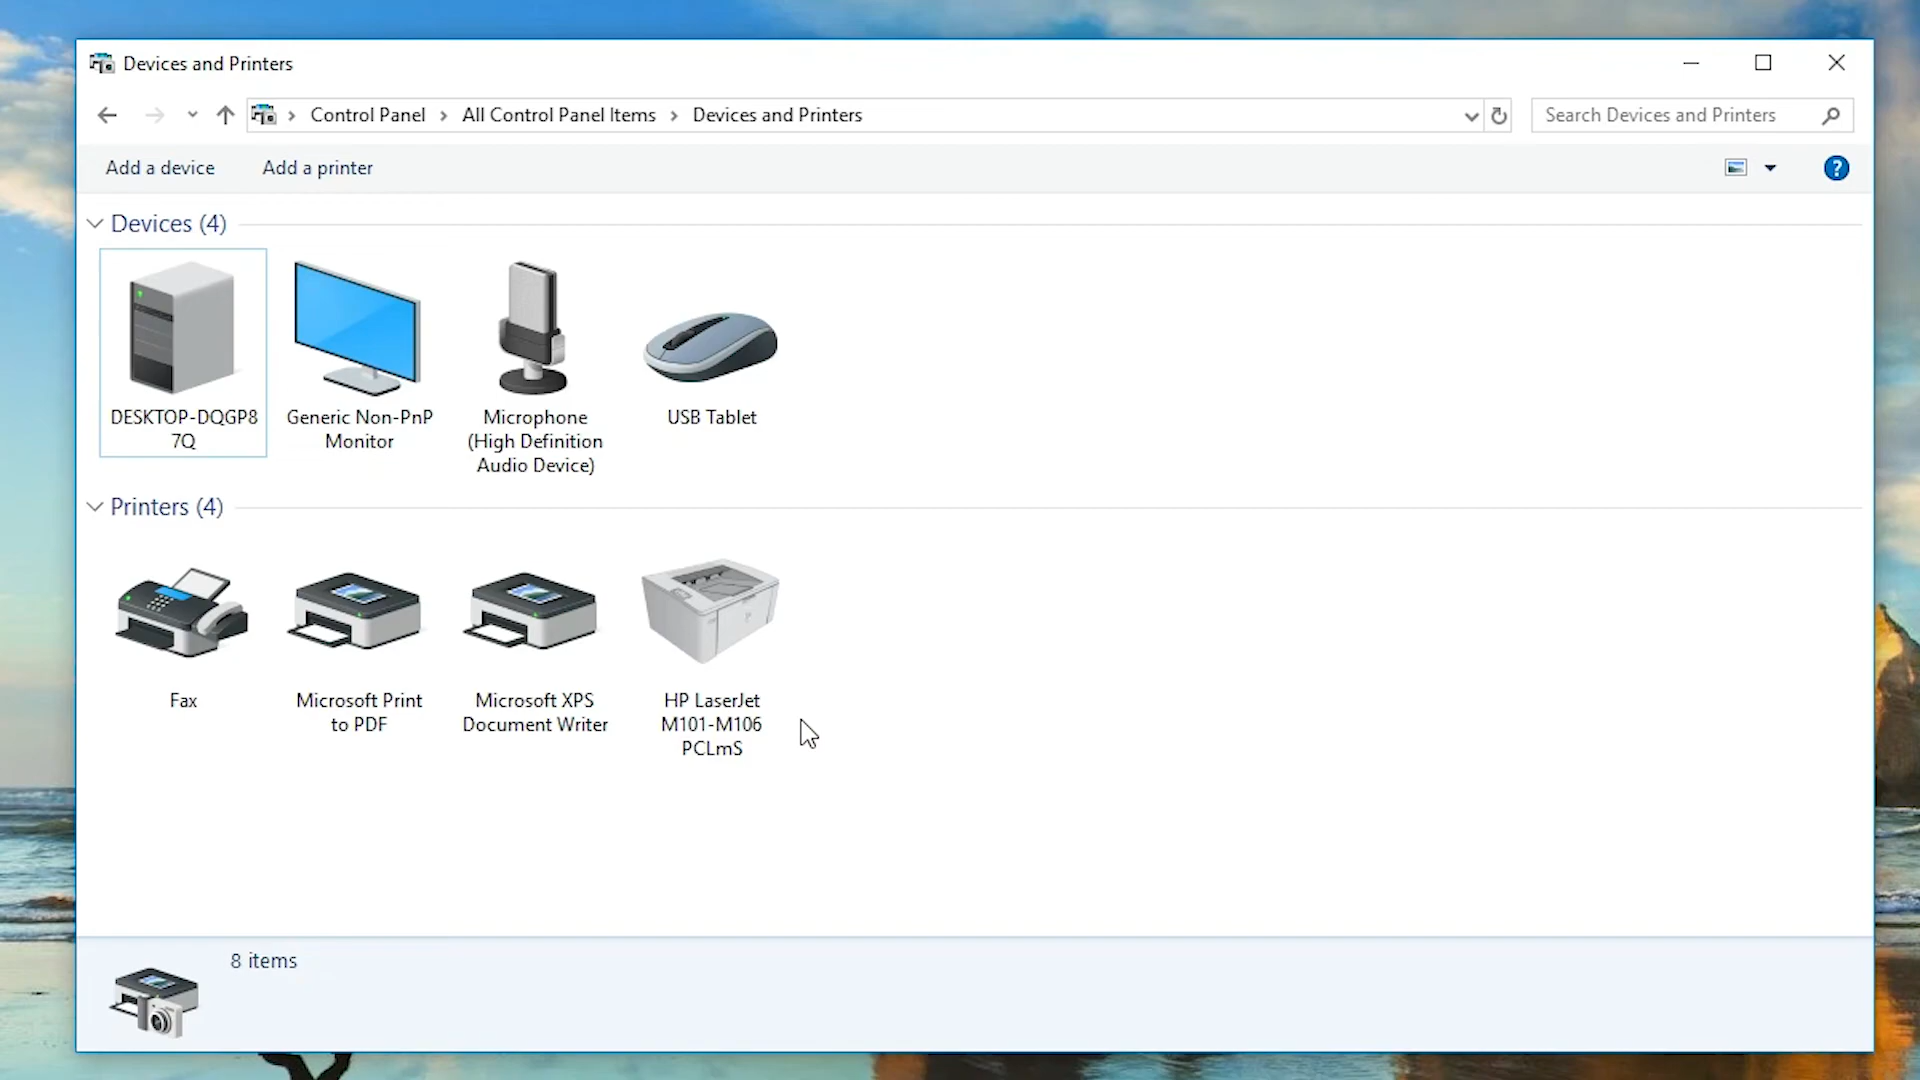 Devices and Printers
Control Panel All Control Panel Items Devices and Printers
Search Devices and Printers
Add a device Add a printer
?
Devices (4)
DESKTOP-DQGP8
7Q
Generic Non-PnP
Monitor
Microphone
(High Definition
Audio Device)
USB Tablet
Printers (4)
Fax
Microsoft Print
to PDF
Microsoft XPS
Document Writer
HP LaserJet
M101-M106
PCLmS
8 items